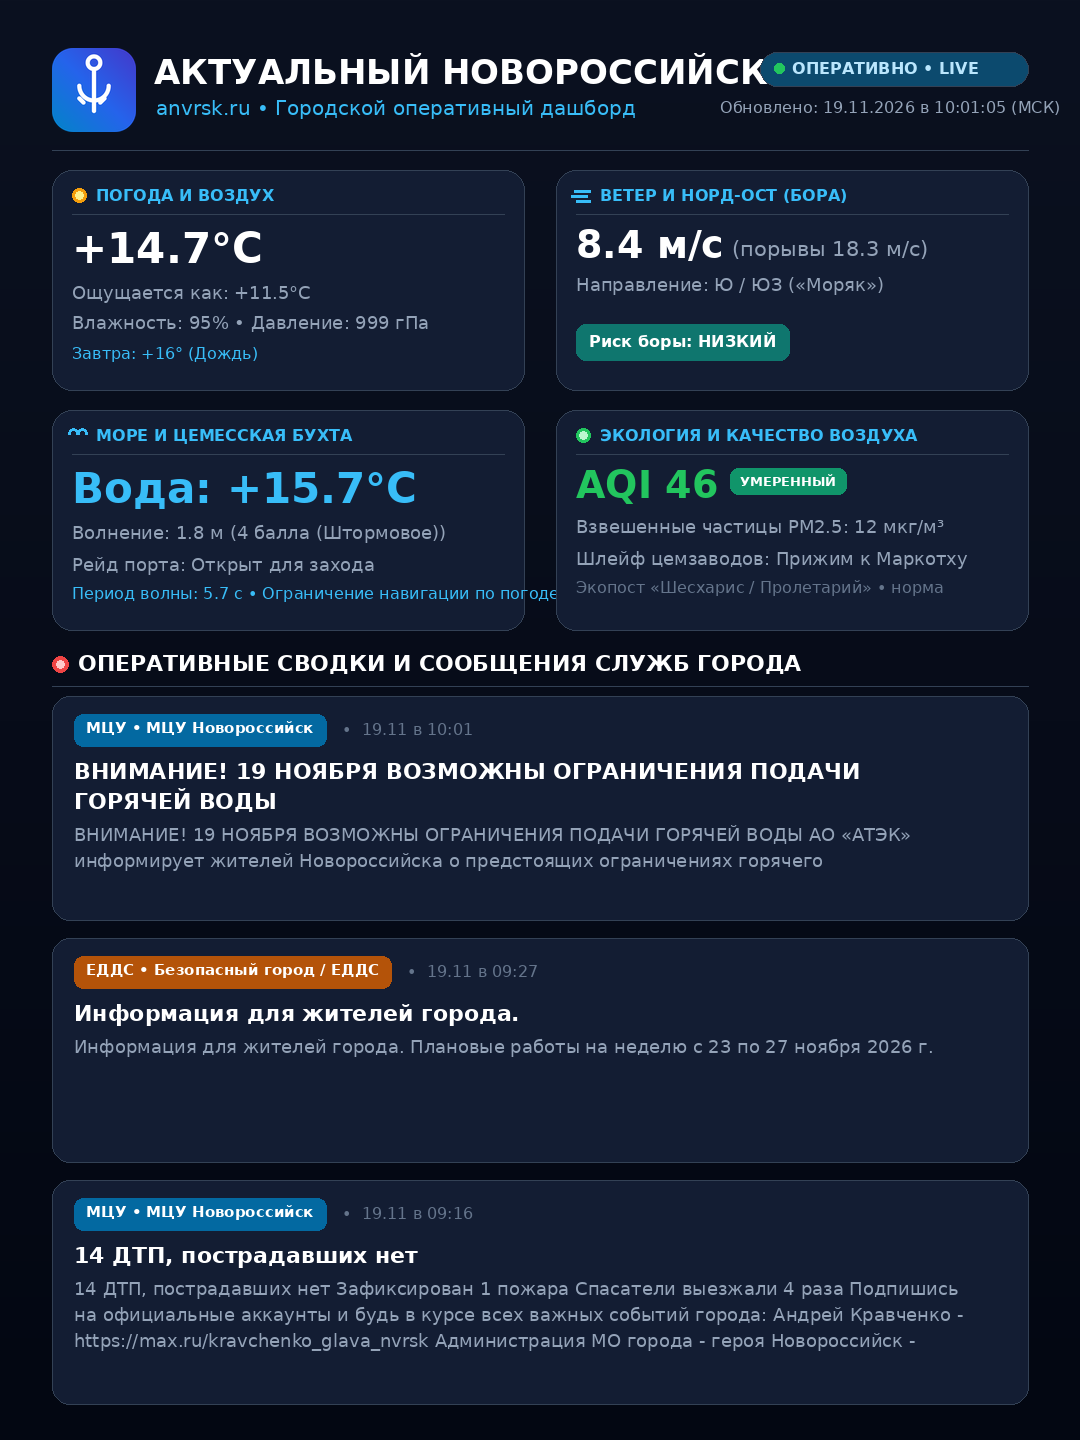 АКТУАЛЬНЫЙ НОВОРОССИЙСК
ОПЕРАТИВНО • LIVE
anvrsk.ru • Городской оперативный дашборд
Обновлено: 19.11.2026 в 10:01:05 (МСК)
ПОГОДА И ВОЗДУХ
+14.7°C
Ощущается как: +11.5°C
Влажность: 95% • Давление: 999 гПа
Завтра: +16° (Дождь)
ВЕТЕР И НОРД-ОСТ (БОРА)
8.4 м/с (порывы 18.3 м/с)
Направление: Ю / ЮЗ («Моряк»)
Риск боры: НИЗКИЙ
МОРЕ И ЦЕМЕССКАЯ БУХТА
Вода: +15.7°C
Волнение: 1.8 м (4 балла (Штормовое))
Рейд порта: Открыт для захода
Период волны: 5.7 с • Ограничение навигации по погоде
ЭКОЛОГИЯ И КАЧЕСТВО ВОЗДУХА
AQI 46 УМЕРЕННЫЙ
Взвешенные частицы PM2.5: 12 мкг/м³
Шлейф цемзаводов: Прижим к Маркотху
Экопост «Шесхарис / Пролетарий» • норма
ОПЕРАТИВНЫЕ СВОДКИ И СООБЩЕНИЯ СЛУЖБ ГОРОДА
МЦУ • МЦУ Новороссийск • 19.11 в 10:01
ВНИМАНИЕ! 19 НОЯБРЯ ВОЗМОЖНЫ ОГРАНИЧЕНИЯ ПОДАЧИ
ГОРЯЧЕЙ ВОДЫ
ВНИМАНИЕ! 19 НОЯБРЯ ВОЗМОЖНЫ ОГРАНИЧЕНИЯ ПОДАЧИ ГОРЯЧЕЙ ВОДЫ АО «АТЭК»
информирует жителей Новороссийска о предстоящих ограничениях горячего
ЕДДС • Безопасный город / ЕДДС • 19.11 в 09:27
Информация для жителей города.
Информация для жителей города. Плановые работы на неделю с 23 по 27 ноября 2026 г.
МЦУ • МЦУ Новороссийск • 19.11 в 09:16
14 ДТП, пострадавших нет
14 ДТП, пострадавших нет Зафиксирован 1 пожара Спасатели выезжали 4 раза Подпишись
на официальные аккаунты и будь в курсе всех важных событий города: Андрей Кравченко -
https://max.ru/kravchenko_glava_nvrsk Администрация МО города - героя Новороссийск -